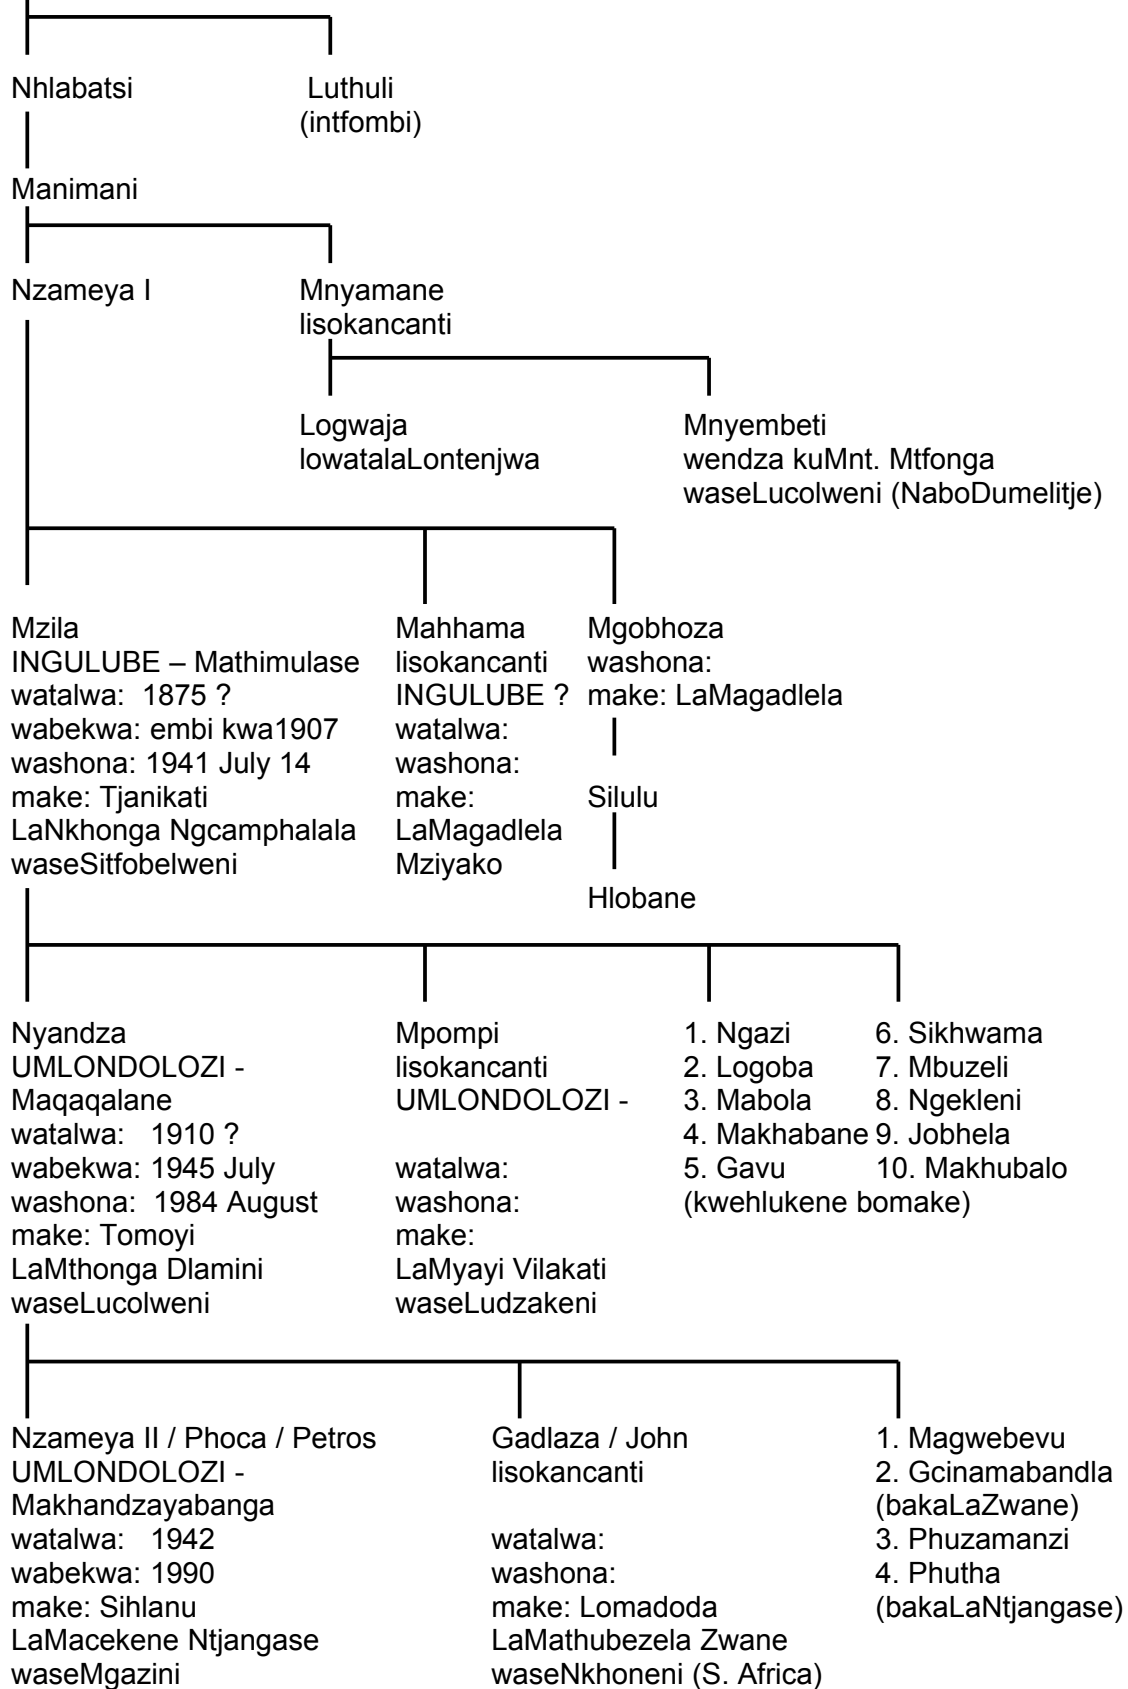 Nhlabatsi
Luthuli
(intfombi)
Manimani
Nzameya I
Mnyamane
lisokancanti
Logwaja
lowatalaLontenjwa
Mnyembeti
wendza kuMnt. Mtfonga
waseLucolweni (NaboDumelitje)
Mzila
INGULUBE – Mathimulase
watalwa:  1875 ?
wabekwa: embi kwa1907
washona: 1941 July 14
make: Tjanikati
LaNkhonga Ngcamphalala
waseSitfobelweni
Mahhama
lisokancanti
INGULUBE ?
watalwa:
washona:
make:
LaMagadlela
Mziyako
Mgobhoza
washona:
make: LaMagadlela
Silulu
Hlobane
Nyandza
UMLONDOLOZI -
Maqaqalane
watalwa:   1910 ?
wabekwa: 1945 July
washona:  1984 August
make: Tomoyi
LaMthonga Dlamini
waseLucolweni
Mpompi
lisokancanti
UMLONDOLOZI -
watalwa:
washona:
make:
LaMyayi Vilakati
waseLudzakeni
1. Ngazi
2. Logoba
3. Mabola
4. Makhabane
5. Gavu
6. Sikhwama
7. Mbuzeli
8. Ngekleni
9. Jobhela
10. Makhubalo
(kwehlukene bomake)
Nzameya II / Phoca / Petros
UMLONDOLOZI -
Makhandzayabanga
watalwa:   1942
wabekwa: 1990
make: Sihlanu
LaMacekene Ntjangase
waseMgazini
Gadlaza / John
lisokancanti
watalwa:
washona:
make: Lomadoda
LaMathubezela Zwane
waseNkhoneni (S. Africa)
1. Magwebevu
2. Gcinamabandla
(bakaLaZwane)
3. Phuzamanzi
4. Phutha
(bakaLaNtjangase)